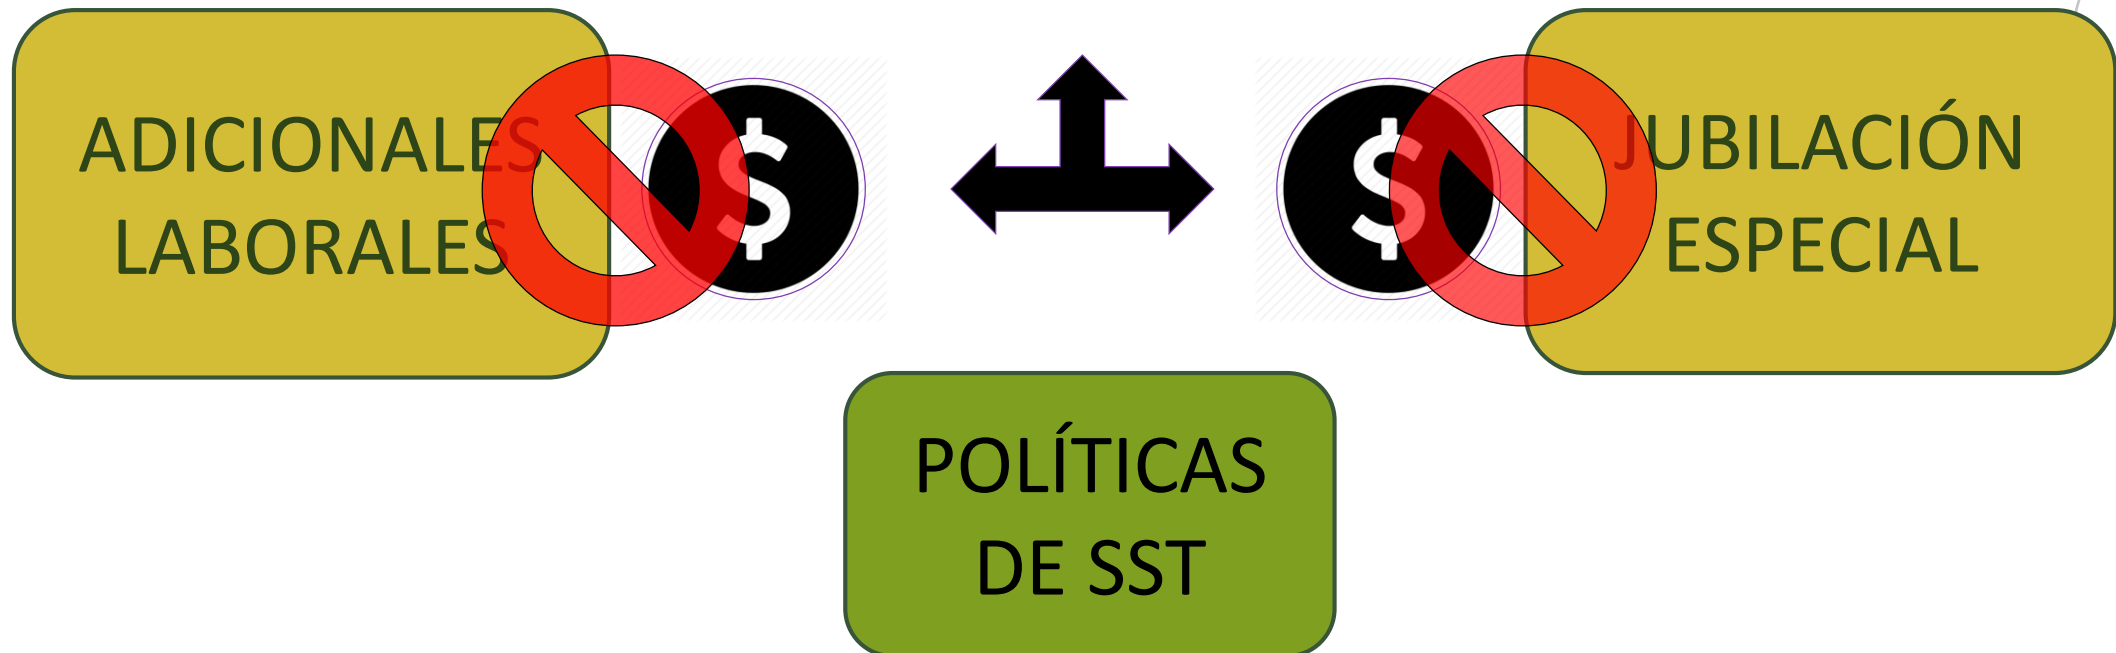 ADICIONALES
LABORALES
$
$
JUBILACIÓN
ESPECIAL
POLÍTICAS
DE SST